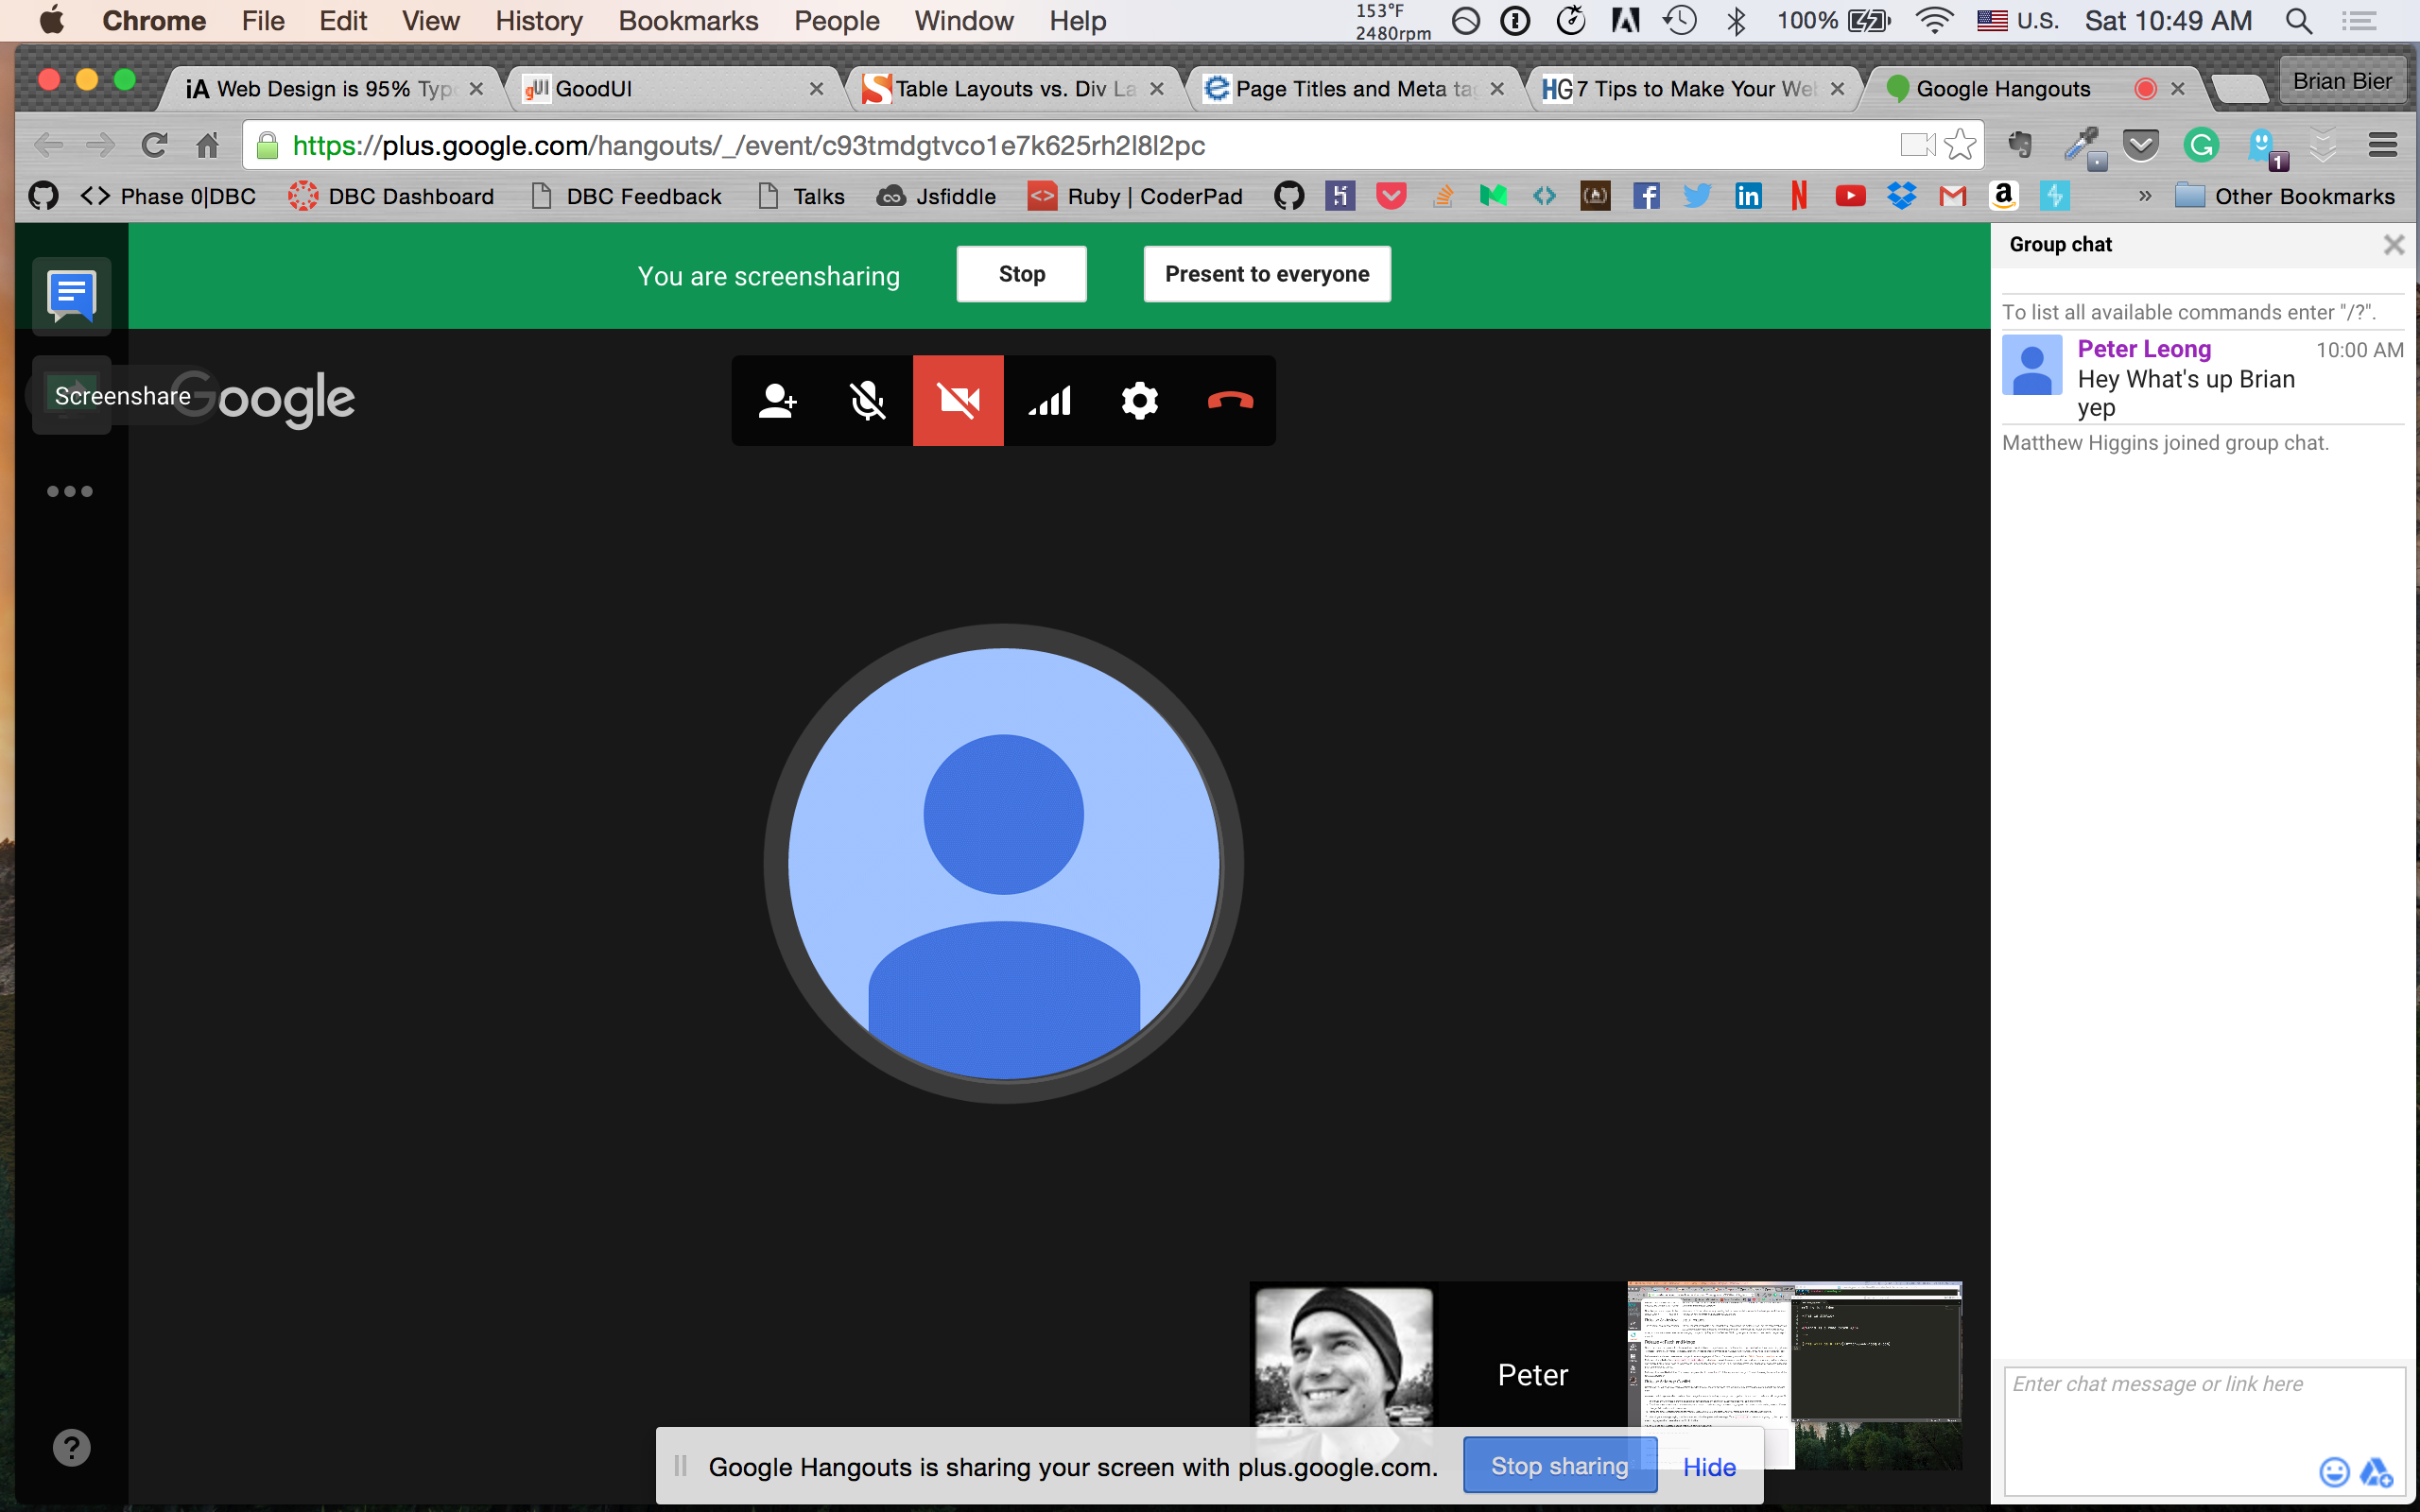 Chrome File Edit View History Bookmarks People Window Help 153°F 2480rpm 100% U.S. Sat 10:49 AM
iA Web Design is 95% Typ
gUI GoodUI
Table Layouts vs. Div La
Page Titles and Meta ta
HG 7 Tips to Make Your We
Google Hangouts
Brian Bier
https://plus.google.com/hangouts/_/event/c93tmdgtvco1e7k625rh2l8l2pc
1
Phase 0|DBC DBC Dashboard DBC Feedback Talks Jsfiddle Ruby | CoderPad » Other Bookmarks
You are screensharing Stop Present to everyone
Screenshare
Google
Group chat
To list all available commands enter "/?".
Peter Leong 10:00 AM
Hey What's up Brian
yep
Matthew Higgins joined group chat.
Peter
Enter chat message or link here
Google Hangouts is sharing your screen with plus.google.com. Stop sharing Hide